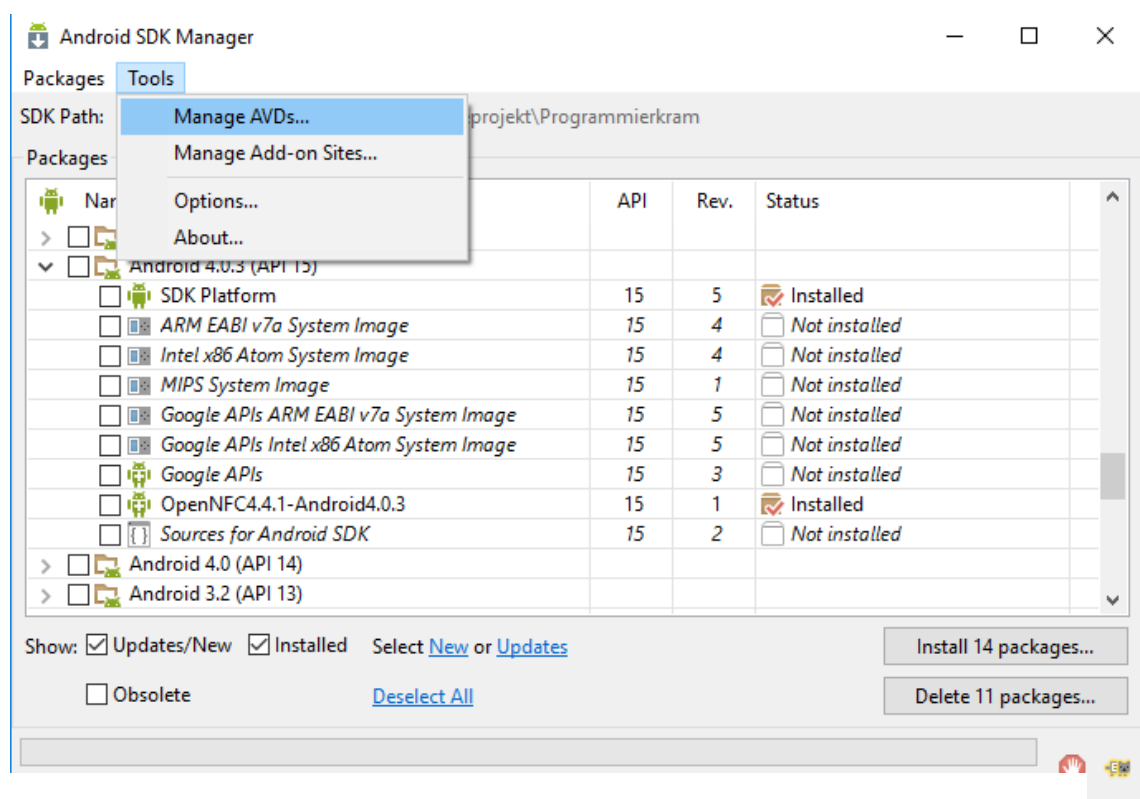 Android SDK Manager
Packages Tools
SDK Path: projekt\Programmierkram
Manage AVDs...
Manage Add-on Sites...
Options...
About...
Packages
Nar API Rev. Status
Android 4.0.3 (API 15)
SDK Platform 15 5 Installed
ARM EABI v7a System Image 15 4 Not installed
Intel x86 Atom System Image 15 4 Not installed
MIPS System Image 15 1 Not installed
Google APIs ARM EABI v7a System Image 15 5 Not installed
Google APIs Intel x86 Atom System Image 15 5 Not installed
Google APIs 15 3 Not installed
OpenNFC4.4.1-Android4.0.3 15 1 Installed
Sources for Android SDK 15 2 Not installed
Android 4.0 (API 14)
Android 3.2 (API 13)
Show: Updates/New Installed Select New or Updates Install 14 packages...
Obsolete Deselect All Delete 11 packages...